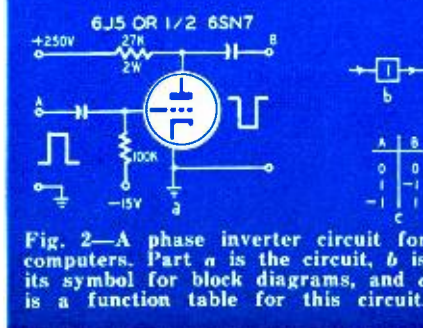 6J5 OR 1/2 6SN7
+250V 27K B
2W
A
100K
-15V
a
1
b
A B
0 0
1 -1
-1 1
c
Fig. 2—A phase inverter circuit for
computers. Part a is the circuit, b is
its symbol for block diagrams, and c
is a function table for this circuit.